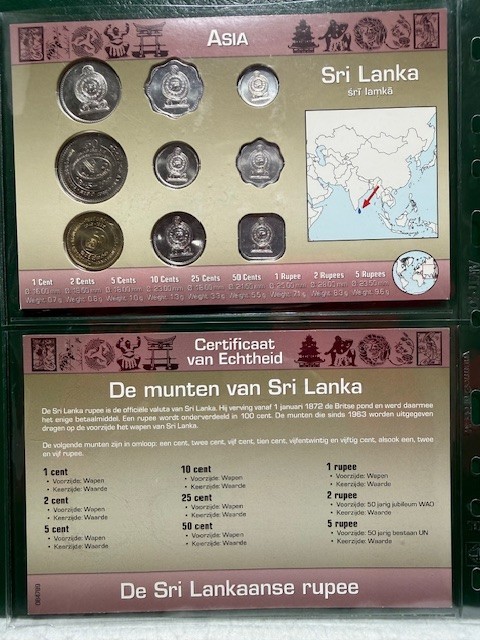 ASIA
Sri Lanka
śrī lamkā
1 Cent 2 Cents 5 Cents 10 Cents 25 Cents 50 Cents 1 Rupee 2 Rupees 5 Rupees
Certificaat
van Echtheid
De munten van Sri Lanka
De Sri Lanka rupee is de officiële valuta van Sri Lanka. Hij verving vanaf 1 januari 1872 de Britse pond en werd daarmee
het enige betaalmiddel. Een rupee wordt onderverdeeld in 100 cent. De munten die sinds 1963 worden uitgegeven
dragen op de voorzijde het wapen van Sri Lanka.
De volgende munten zijn in omloop: een cent, twee cent, vijf cent, tien cent, vijfentwintig en vijftig cent, alsook een, twee
en vijf rupee.
1 cent
• Voorzijde: Wapen
• Keerzijde: Waarde
2 cent
• Voorzijde: Wapen
• Keerzijde: Waarde
5 cent
• Voorzijde: Wapen
• Keerzijde: Waarde
10 cent
• Voorzijde: Wapen
• Keerzijde: Waarde
25 cent
• Voorzijde: Wapen
• Keerzijde: Waarde
50 cent
• Voorzijde: Wapen
• Keerzijde: Waarde
1 rupee
• Voorzijde: Wapen
• Keerzijde: Waarde
2 rupee
• Voorzijde: 50 jarig jubileum WAO
• Keerzijde: Waarde
5 rupee
• Voorzijde: 50 jarig bestaan UN
• Keerzijde: Waarde
De Sri Lankaanse rupee